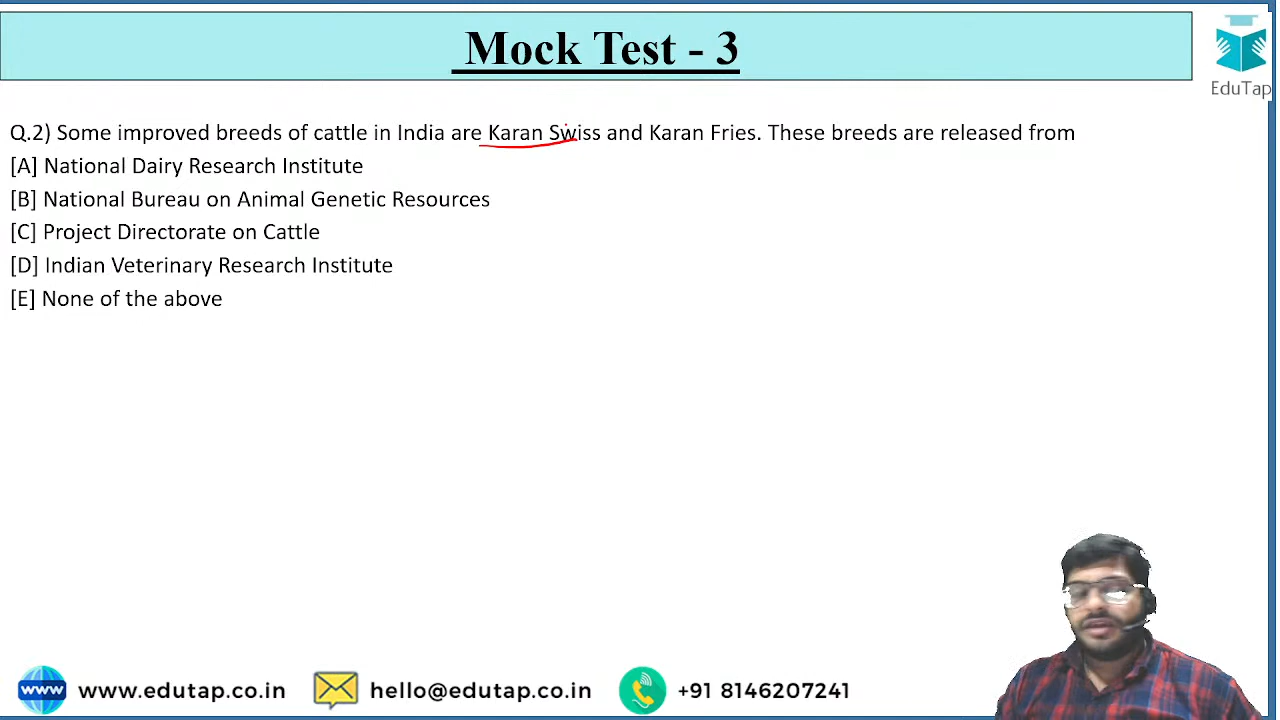 Mock Test - 3
EduTap
Q.2) Some improved breeds of cattle in India are Karan Swiss and Karan Fries. These breeds are released from
[A] National Dairy Research Institute
[B] National Bureau on Animal Genetic Resources
[C] Project Directorate on Cattle
[D] Indian Veterinary Research Institute
[E] None of the above
www www.edutap.co.in hello@edutap.co.in +91 8146207241